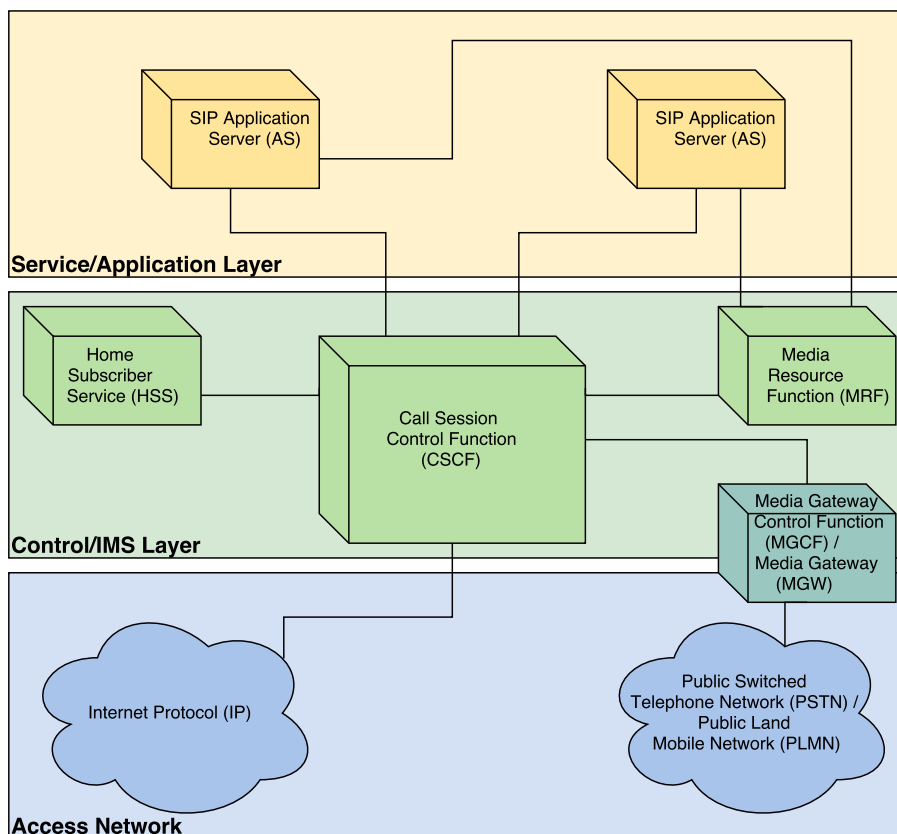 SIP Application
Server (AS)
SIP Application
Server (AS)
Service/Application Layer
Home
Subscriber
Service (HSS)
Call Session
Control Function
(CSCF)
Media
Resource
Function (MRF)
Media Gateway
Control Function
(MGCF) /
Media Gateway
(MGW)
Control/IMS Layer
Internet Protocol (IP)
Public Switched
Telephone Network (PSTN) /
Public Land
Mobile Network (PLMN)
Access Network